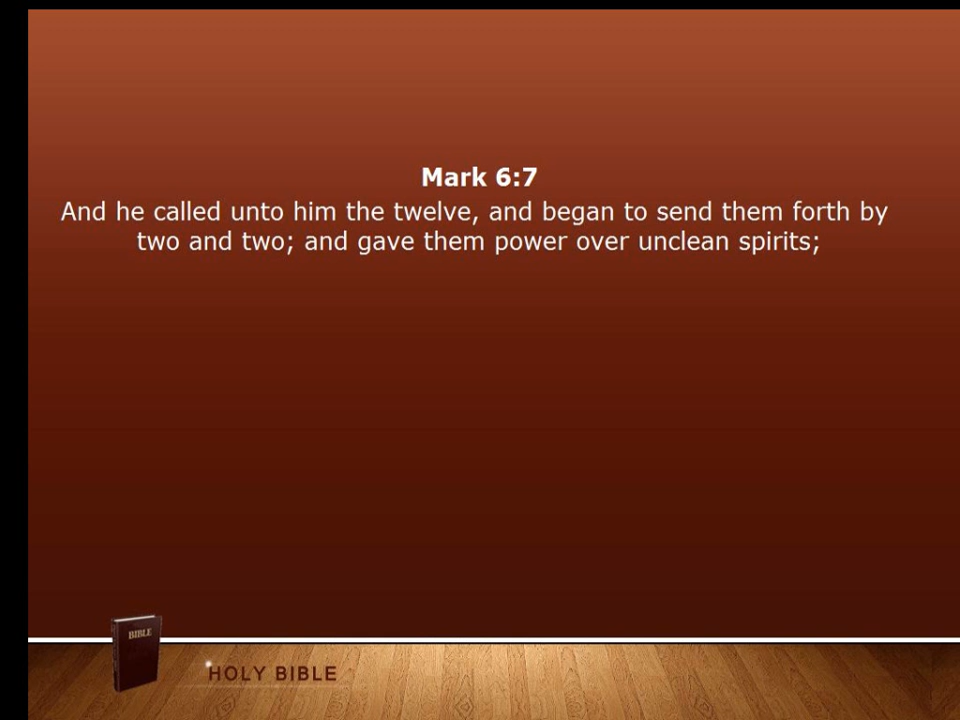 Mark 6:7
And he called unto him the twelve, and began to send them forth by
two and two; and gave them power over unclean spirits;
BIBLE
HOLY BIBLE